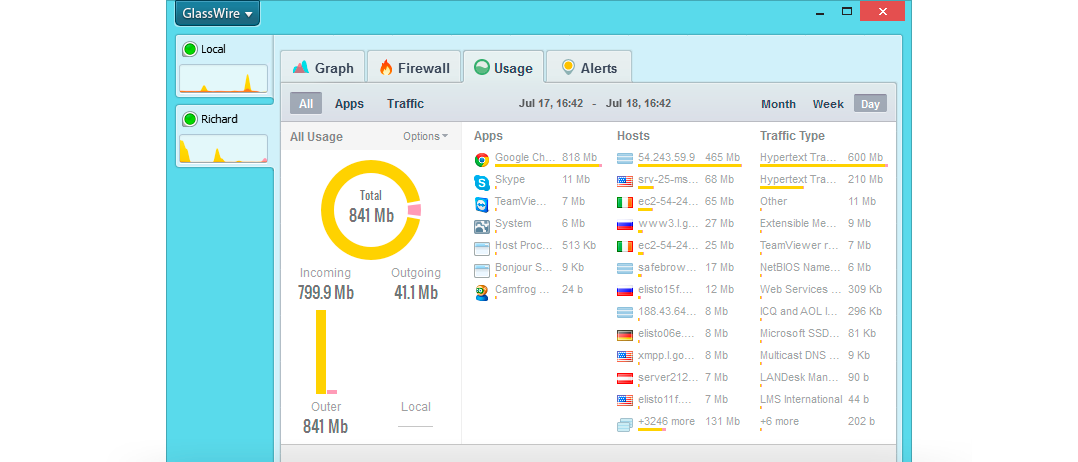 GlassWire
Local
Richard
Graph
Firewall
Usage
Alerts
All
Apps
Traffic
Jul 17, 16:42 - Jul 18, 16:42
Month
Week
Day
All Usage
Options
Total
841 Mb
Incoming
Outgoing
799.9 Mb
41.1 Mb
Outer
Local
841 Mb
Apps
Google Ch... 818 Mb
Skype 11 Mb
TeamVie... 7 Mb
System 6 Mb
Host Proc... 513 Kb
Bonjour S... 9 Kb
Camfrog ... 24 b
Hosts
54.243.59.9 465 Mb
srv-25-ms... 68 Mb
ec2-54-24... 65 Mb
www3.l.g... 27 Mb
ec2-54-24... 25 Mb
safebrow... 17 Mb
elisto15f.... 12 Mb
188.43.64... 8 Mb
elisto06e.... 8 Mb
xmpp.l.go... 8 Mb
server212... 7 Mb
elisto11f.... 7 Mb
+3246 more 131 Mb
Traffic Type
Hypertext Tra... 600 Mb
Hypertext Tra... 210 Mb
Other 11 Mb
Extensible Me... 9 Mb
TeamViewer r... 7 Mb
NetBIOS Name... 6 Mb
Web Services ... 309 Kb
ICQ and AOL I... 296 Kb
Microsoft SSD... 81 Kb
Multicast DNS ... 9 Kb
LANDesk Man... 90 b
LMS International 44 b
+6 more 202 b